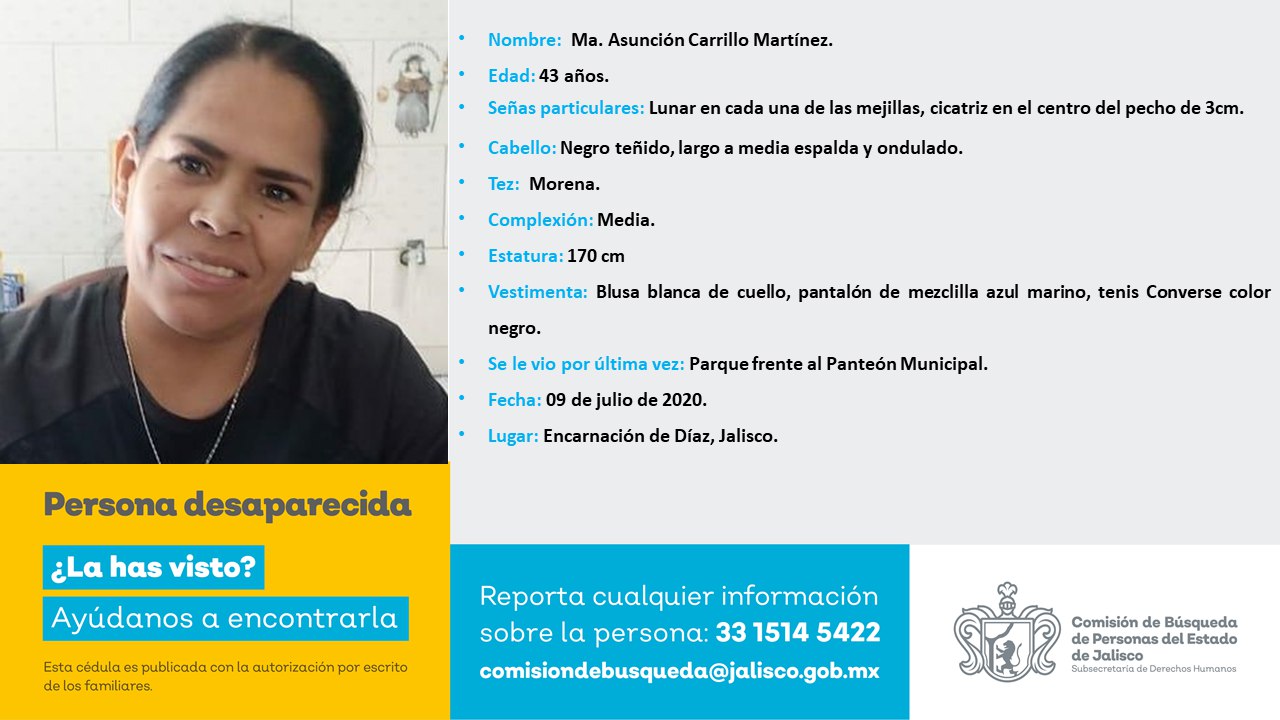 • Nombre: Ma. Asunción Carrillo Martínez.
• Edad: 43 años.
• Señas particulares: Lunar en cada una de las mejillas, cicatriz en el centro del pecho de 3cm.
• Cabello: Negro teñido, largo a media espalda y ondulado.
• Tez: Morena.
• Complexión: Media.
• Estatura: 170 cm
• Vestimenta: Blusa blanca de cuello, pantalón de mezclilla azul marino, tenis Converse color
negro.
• Se le vio por última vez: Parque frente al Panteón Municipal.
• Fecha: 09 de julio de 2020.
• Lugar: Encarnación de Díaz, Jalisco.
Persona desaparecida
¿La has visto?
Ayúdanos a encontrarla
Esta cédula es publicada con la autorización por escrito
de los familiares.
Reporta cualquier información
sobre la persona: 33 1514 5422
comisiondebusqueda@jalisco.gob.mx
Comisión de Búsqueda
de Personas del Estado
de Jalisco
Subsecretaría de Derechos Humanos